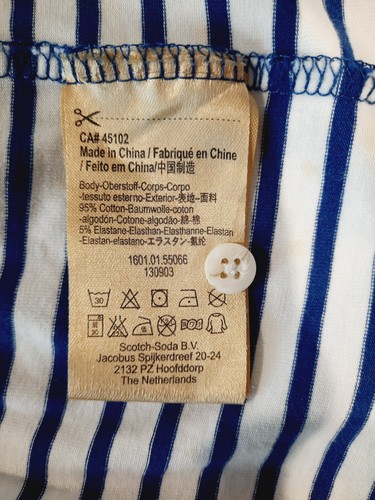 CA# 45102
Made in China / Fabriqué en Chine
/ Feito em China/中国制造
Body-Oberstoff-Corps-Corpo
-tessuto esterno-Exterior-表地-面料
95% Cotton-Baumwolle-coton
-algodón-Cotone-algodão-綿-棉
5% Elastane-Elasthan-Elasthanne-Elastan
-Elastan-elastano-エラスタン-氨纶
1601.01.55066
130903
30
30
Scotch-Soda B.V.
Jacobus Spijkerdreef 20-24
2132 PZ Hoofddorp
The Netherlands